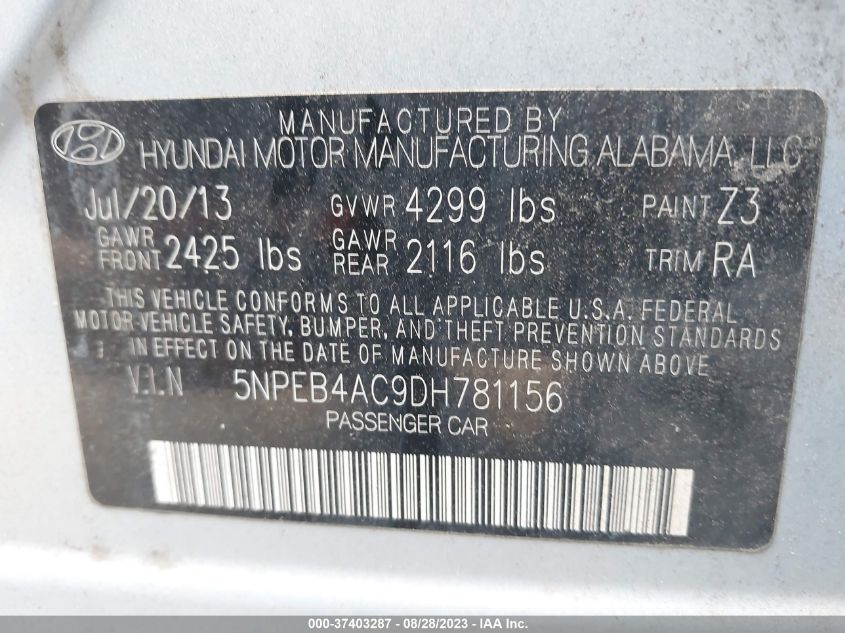 MANUFACTURED BY
HYUNDAI MOTOR MANUFACTURING ALABAMA, LLC
Jul/20/13 GVWR 4299 lbs PAINT Z3
GAWR FRONT 2425 lbs GAWR REAR 2116 lbs TRIM RA
THIS VEHICLE CONFORMS TO ALL APPLICABLE U.S.A. FEDERAL
MOTOR-VEHICLE SAFETY, BUMPER, AND THEFT PREVENTION STANDARDS
IN EFFECT ON THE DATE OF MANUFACTURE SHOWN ABOVE.
V.I.N 5NPEB4AC9DH781156
PASSENGER CAR
000-37403287 - 08/28/2023 - IAA Inc.